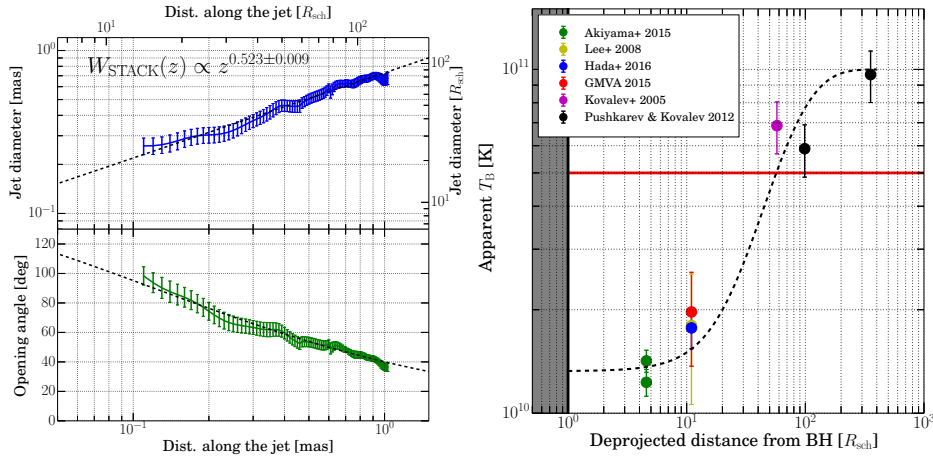 Dist. along the jet [R_sch]
10^1 10^2
W_STACK(z) ∝ z^0.523±0.009
Jet diameter [mas]
10^0
10^-1
Jet diameter [R_sch]
10^2
10^1
Opening angle [deg]
120
100
80
60
40
20
0
10^-1 10^0
Dist. along the jet [mas]
Akiyama+ 2015
Lee+ 2008
Hada+ 2016
GMVA 2015
Kovalev+ 2005
Pushkarev & Kovalev 2012
Apparent T_B [K]
10^11
10^10
10^0 10^1 10^2 10^3
Deprojected distance from BH [R_sch]